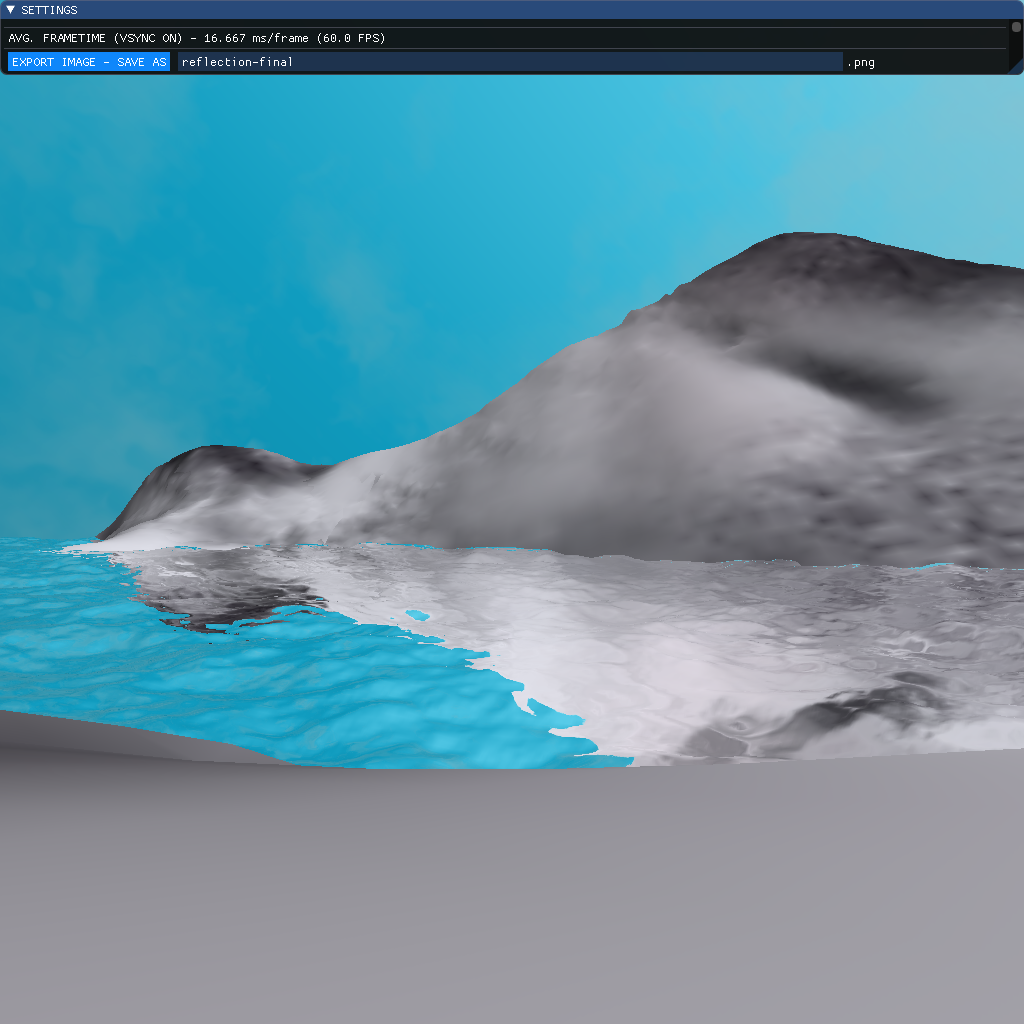 SETTINGS
AVG. FRAMETIME (VSYNC ON) - 16.667 ms/frame (60.0 FPS)
EXPORT IMAGE - SAVE AS reflection-final .png